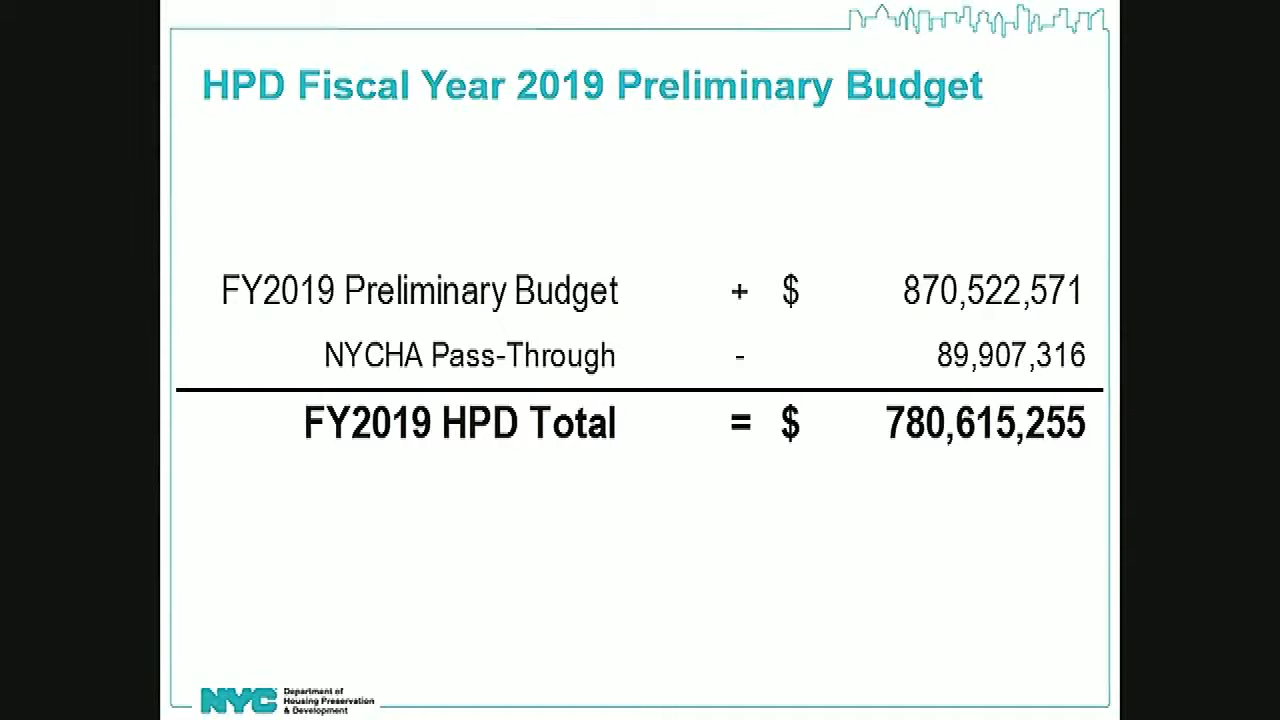 HPD Fiscal Year 2019 Preliminary Budget
FY2019 Preliminary Budget + $ 870,522,571
NYCHA Pass-Through - 89,907,316
FY2019 HPD Total = $ 780,615,255
NYC
Department of
Housing Preservation
& Development